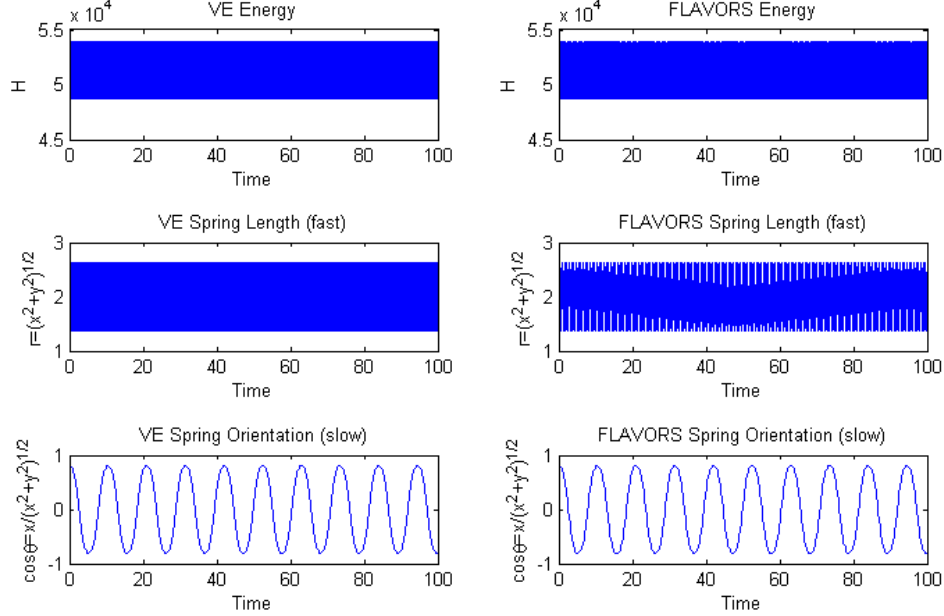 VE Energy
x 10^4
5.5
5
4.5
H
0 20 40 60 80 100
Time
FLAVORS Energy
x 10^4
5.5
5
4.5
H
0 20 40 60 80 100
Time
VE Spring Length (fast)
3
2
1
r=(x^2+y^2)^1/2
0 20 40 60 80 100
Time
FLAVORS Spring Length (fast)
3
2
1
r=(x^2+y^2)^1/2
0 20 40 60 80 100
Time
VE Spring Orientation (slow)
1
0
-1
cosθ=x/(x^2+y^2)^1/2
0 20 40 60 80 100
Time
FLAVORS Spring Orientation (slow)
1
0
-1
cosθ=x/(x^2+y^2)^1/2
0 20 40 60 80 100
Time